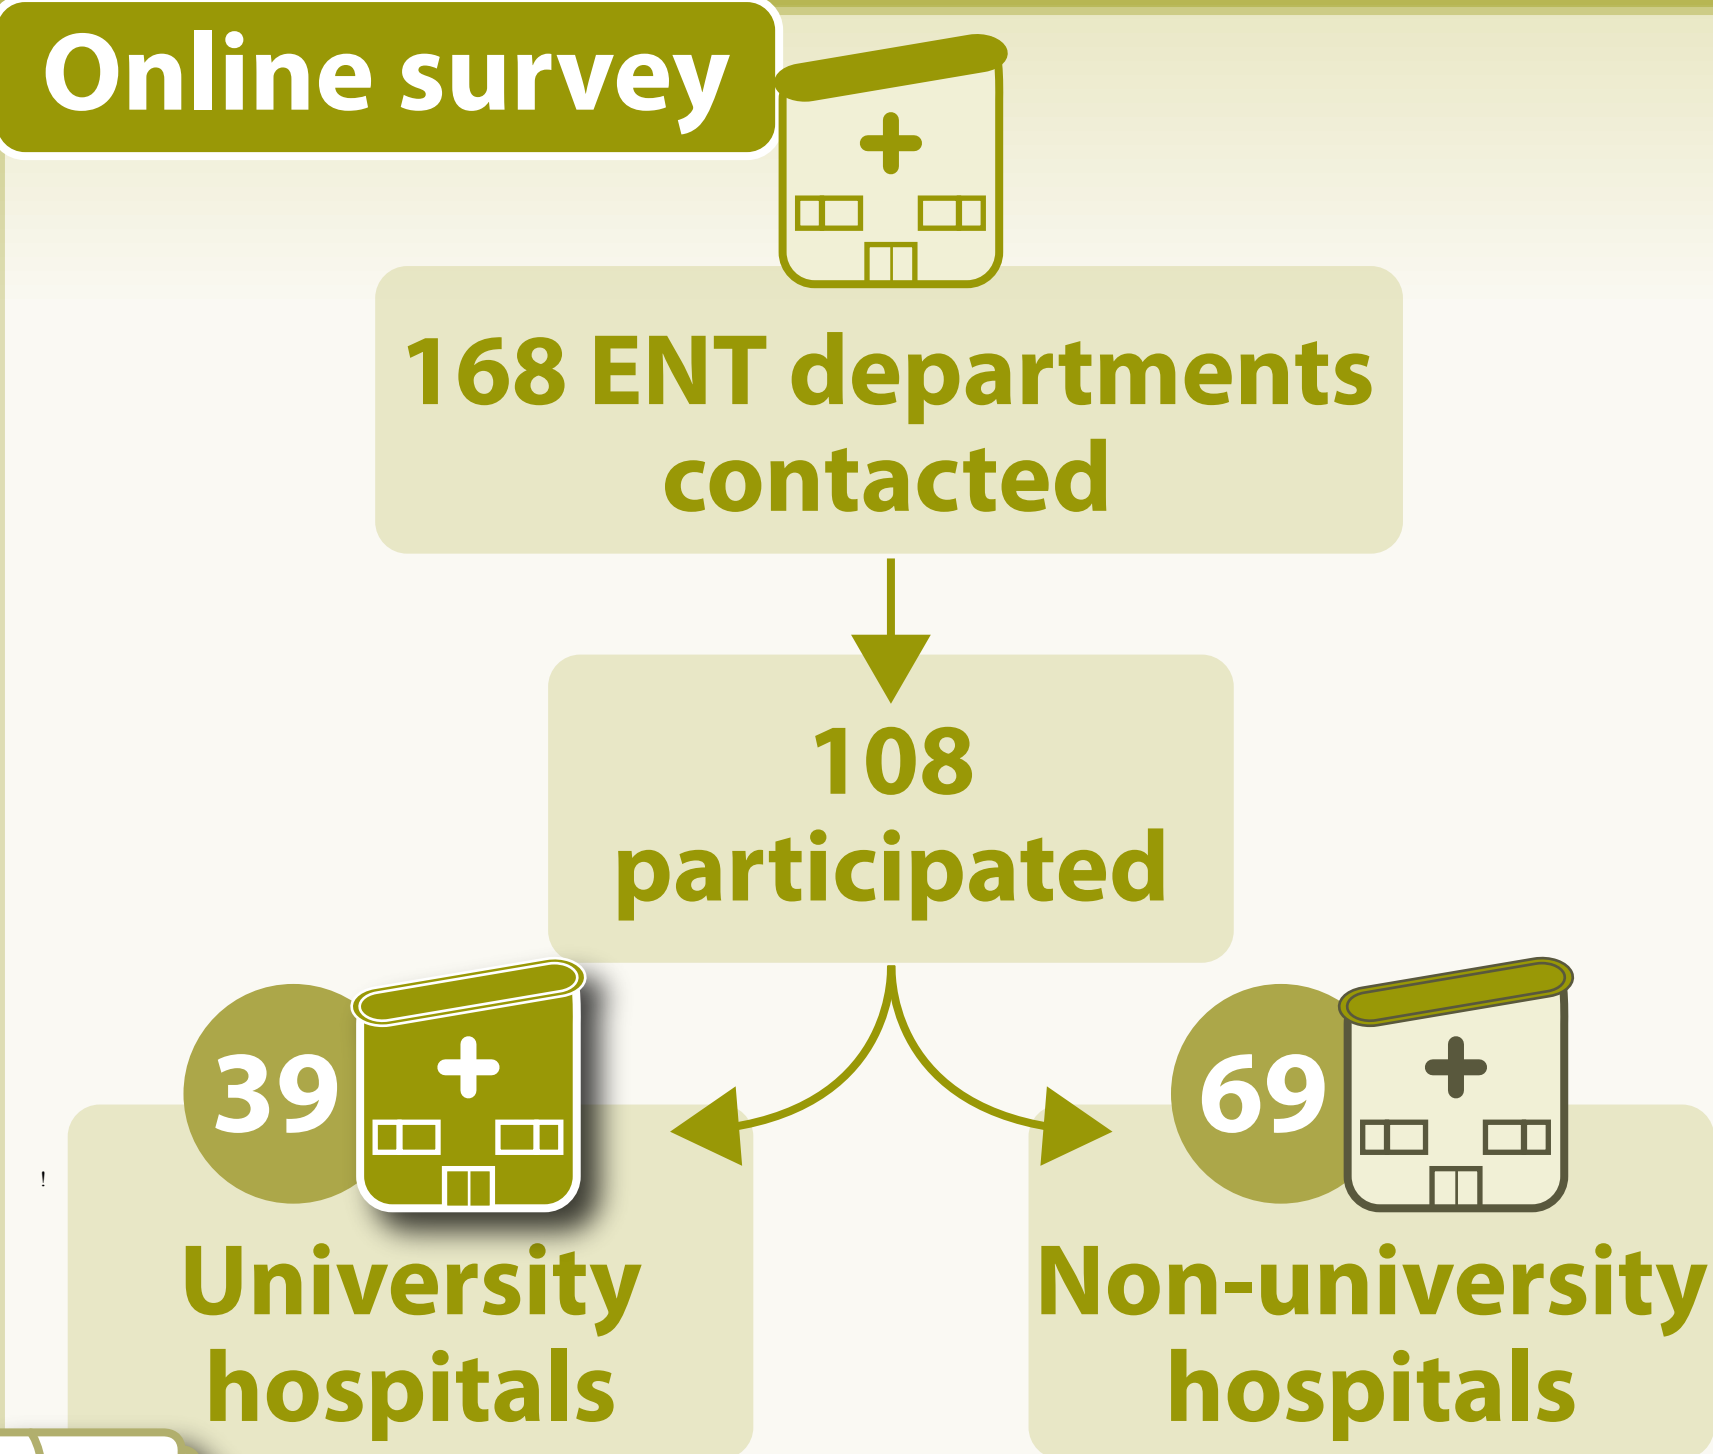 Online survey
168 ENT departments
contacted
108
participated
39
69
!
University
hospitals
Non-university
hospitals